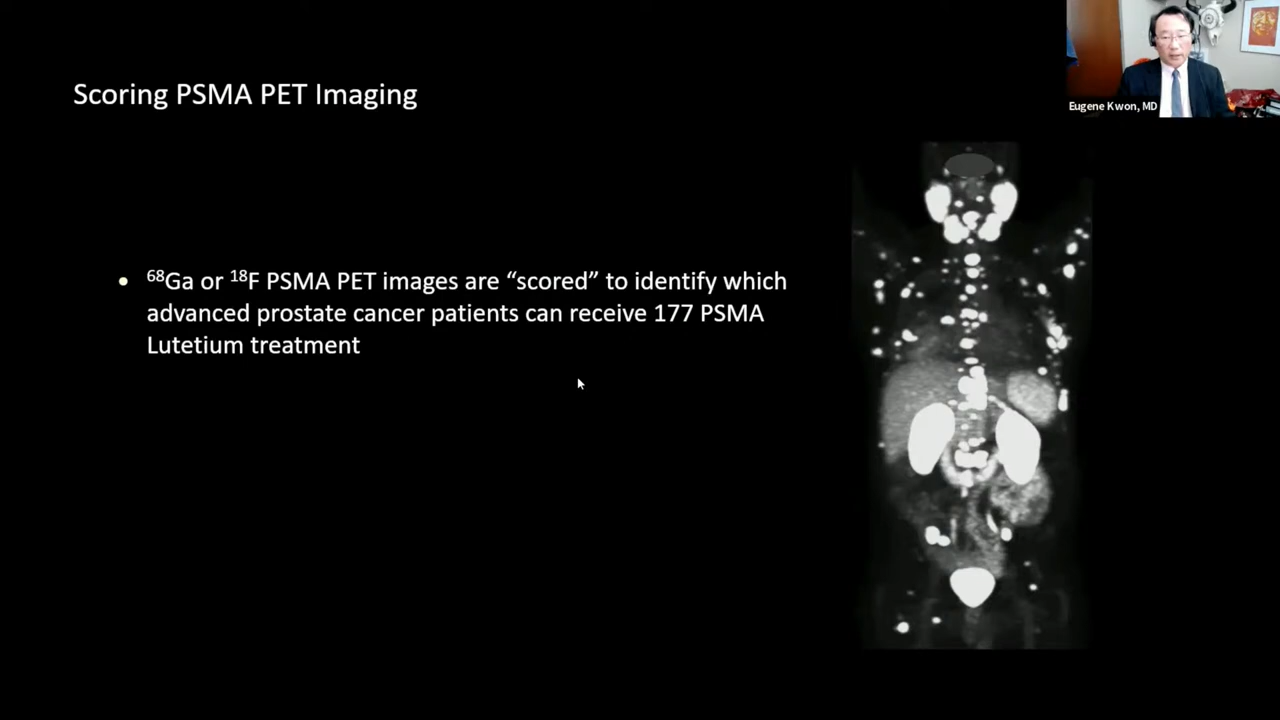 Eugene Kwon, MD
Scoring PSMA PET Imaging
• ⁶⁸Ga or ¹⁸F PSMA PET images are “scored” to identify which
advanced prostate cancer patients can receive 177 PSMA
Lutetium treatment